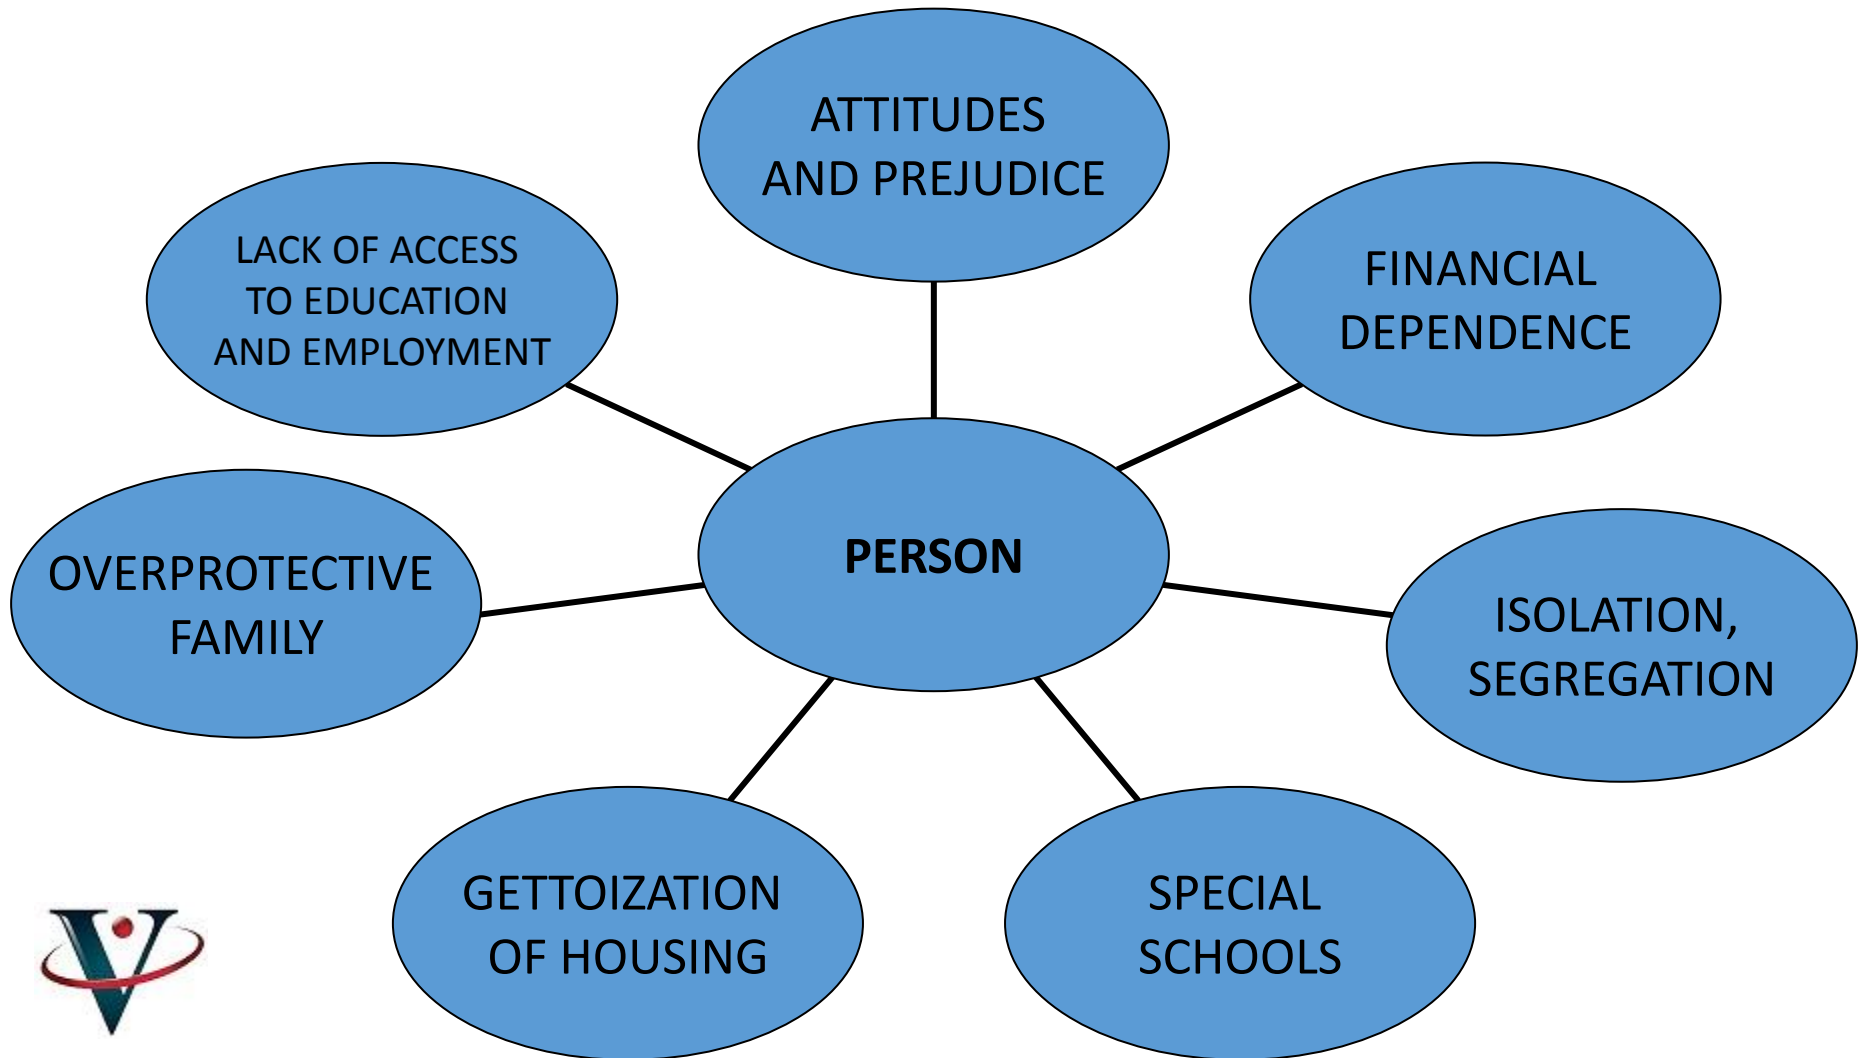 ATTITUDES
AND PREJUDICE
LACK OF ACCESS
TO EDUCATION
AND EMPLOYMENT
FINANCIAL
DEPENDENCE
PERSON
OVERPROTECTIVE
FAMILY
ISOLATION,
SEGREGATION
GETTOIZATION
OF HOUSING
SPECIAL
SCHOOLS
V